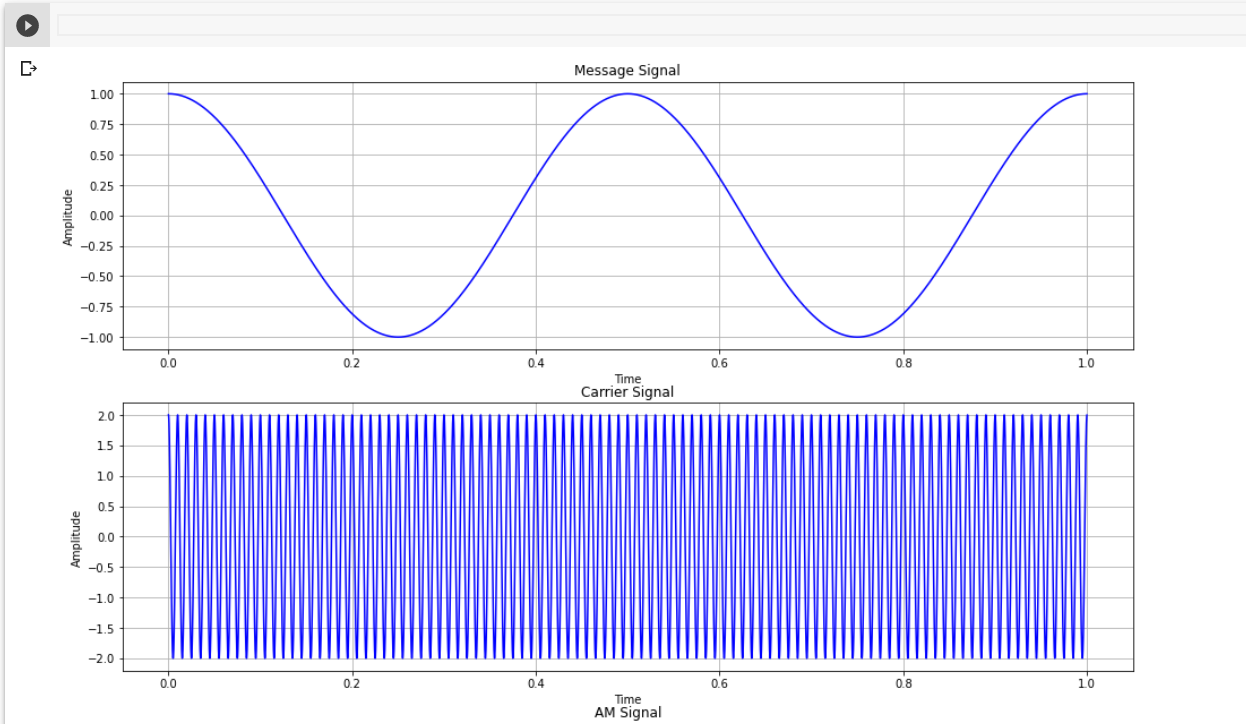 Message Signal
1.00
0.75
0.50
0.25
0.00
−0.25
−0.50
−0.75
−1.00
Amplitude
0.0 0.2 0.4 0.6 0.8 1.0
Time
Carrier Signal
2.0
1.5
1.0
0.5
0.0
−0.5
−1.0
−1.5
−2.0
Amplitude
0.0 0.2 0.4 0.6 0.8 1.0
Time
AM Signal